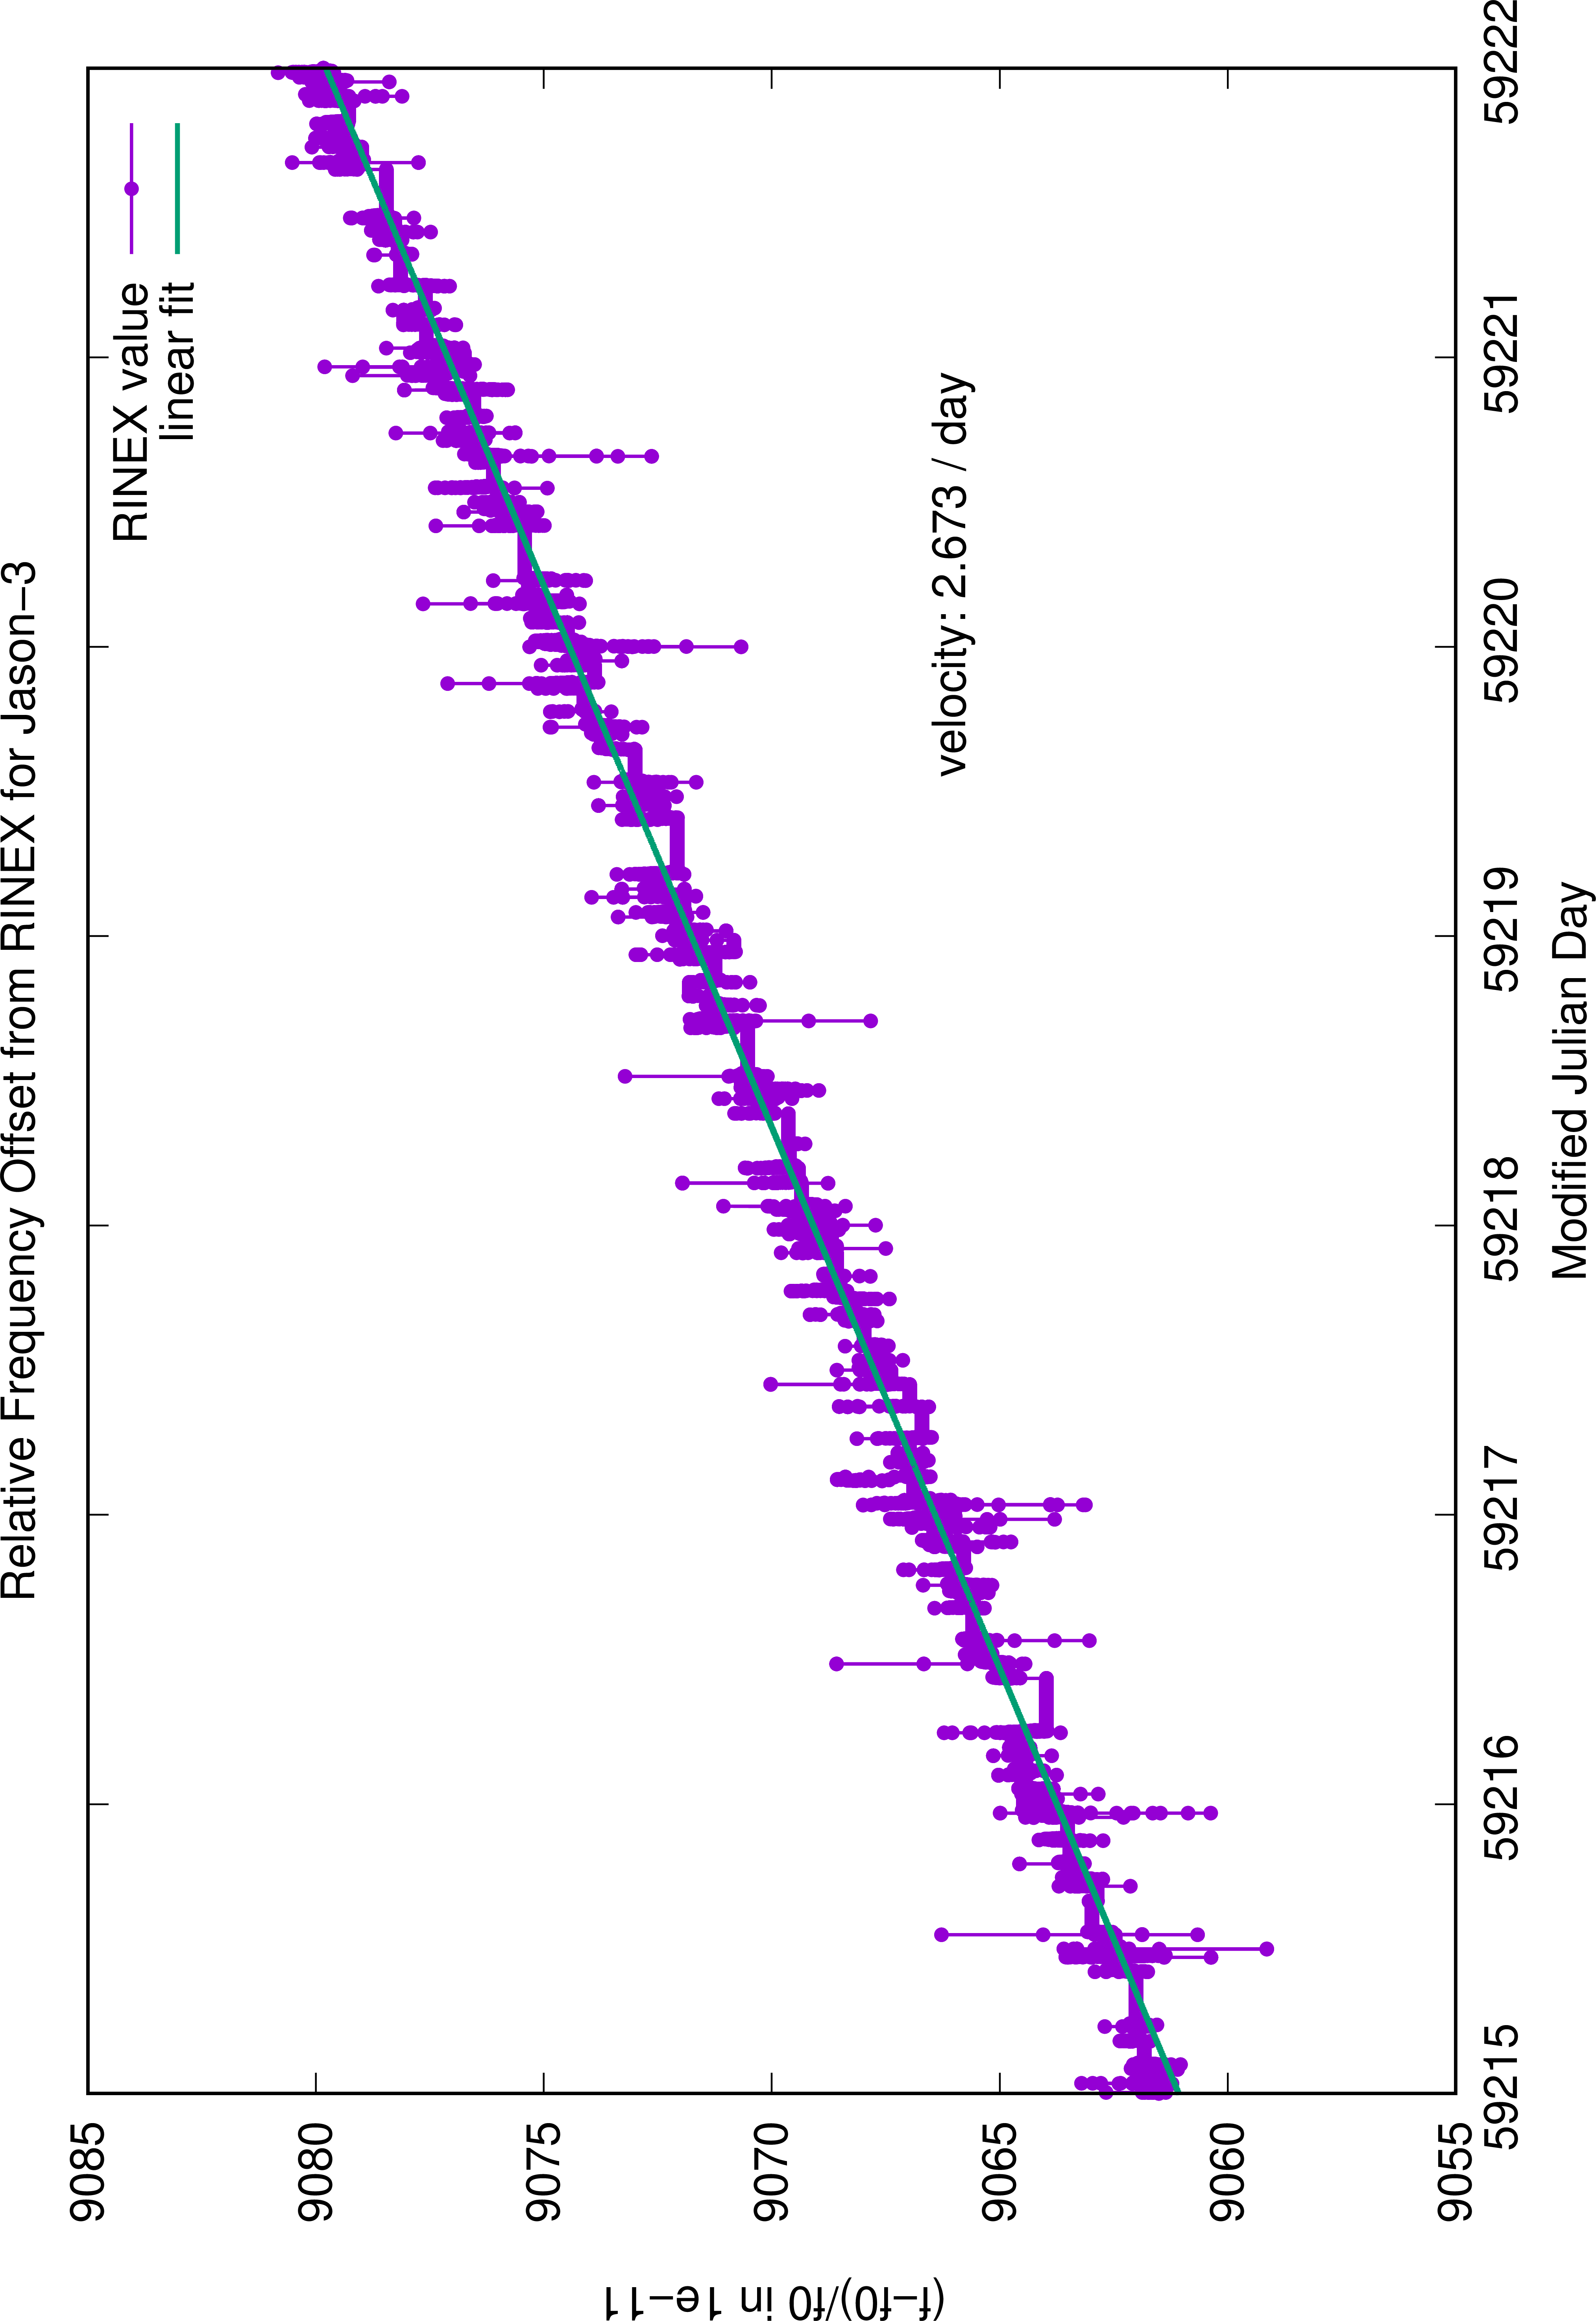 Relative Frequency Offset from RINEX for Jason−3
RINEX value
linear fit
velocity: 2.673 / day
(f−f0)/f0 in 1e−11
9085
9080
9075
9070
9065
9060
9055
59215
59216
59217
59218
59219
59220
59221
59222
Modified Julian Day